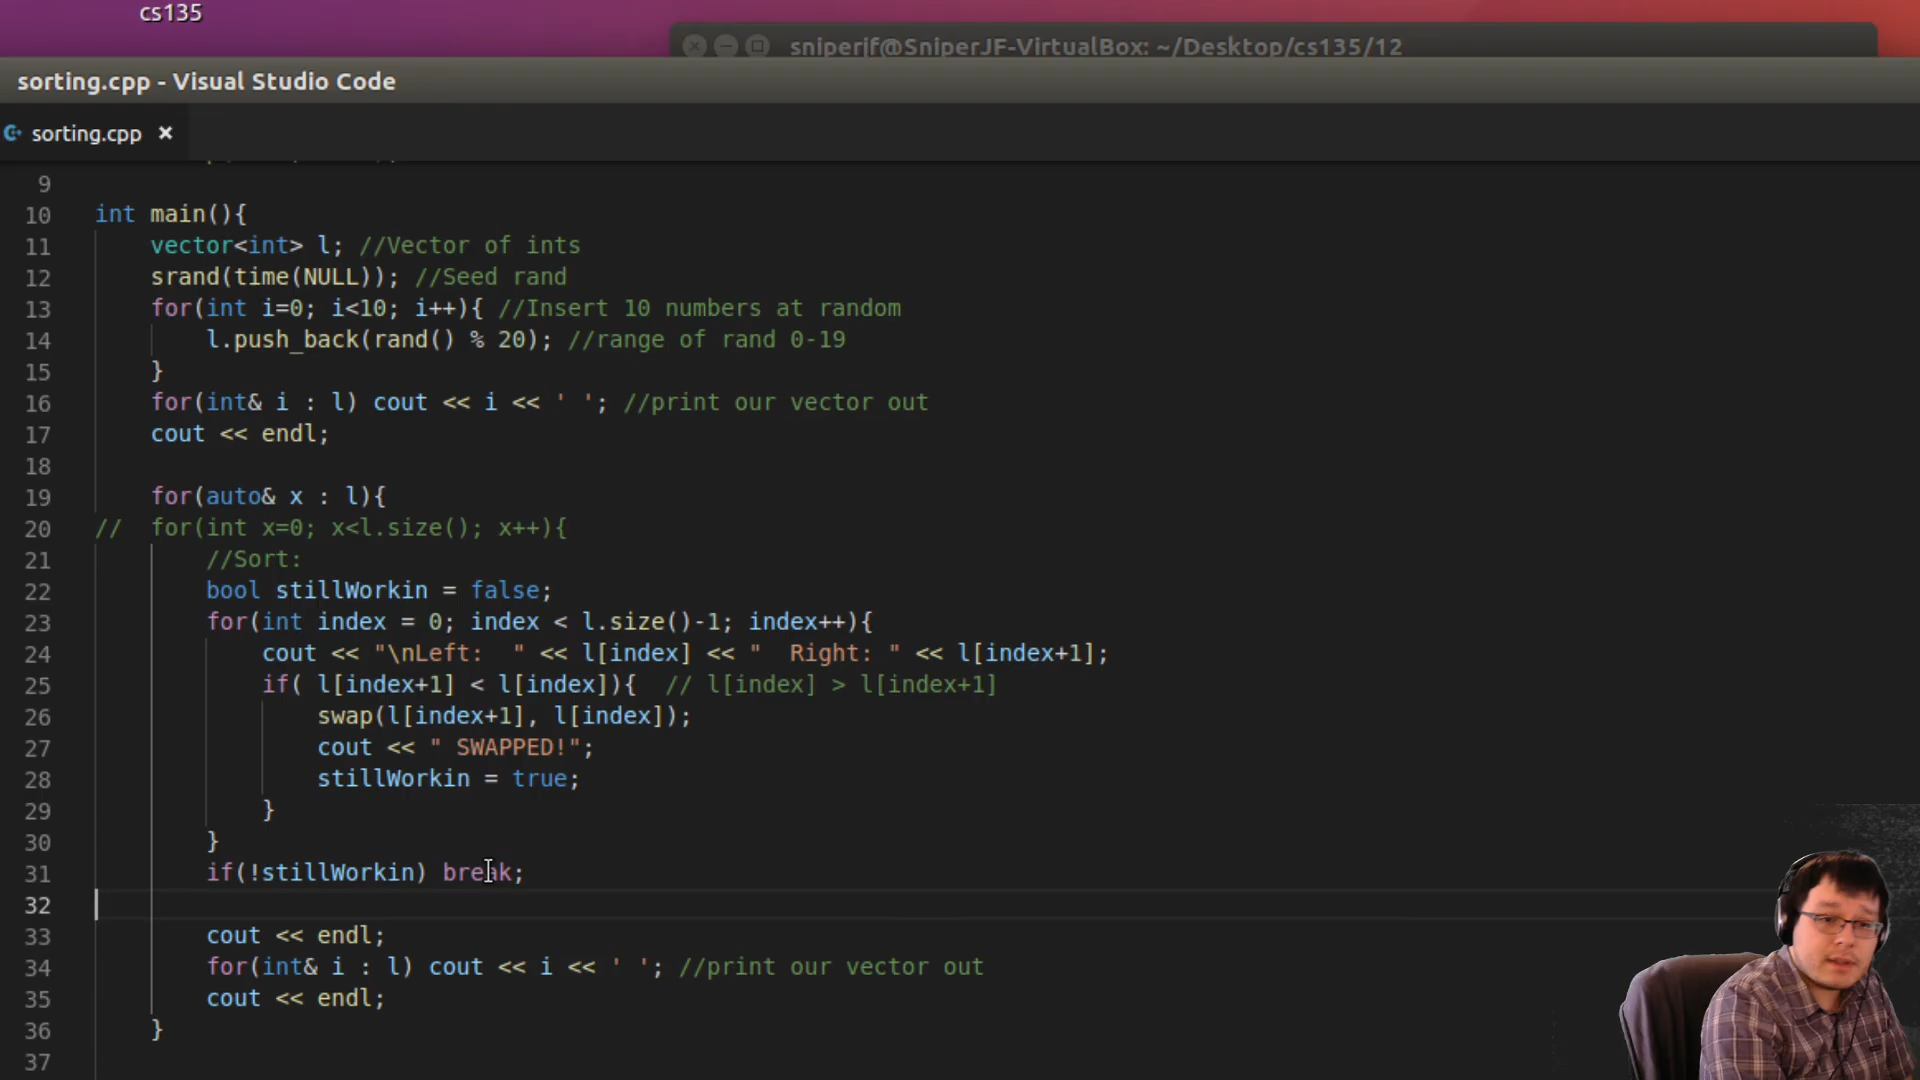 cs135
sniperjf@SniperJF-VirtualBox: ~/Desktop/cs135/12
sorting.cpp - Visual Studio Code
sorting.cpp ×
9
10 int main(){
11 vector<int> l; //Vector of ints
12 srand(time(NULL)); //Seed rand
13 for(int i=0; i<10; i++){ //Insert 10 numbers at random
14 l.push_back(rand() % 20); //range of rand 0-19
15 }
16 for(int& i : l) cout << i << ' '; //print our vector out
17 cout << endl;
18
19 for(auto& x : l){
20 // for(int x=0; x<l.size(); x++){
21 //Sort:
22 bool stillWorkin = false;
23 for(int index = 0; index < l.size()-1; index++){
24 cout << "\nLeft:  " << l[index] << "  Right: " << l[index+1];
25 if( l[index+1] < l[index]){  // l[index] > l[index+1]
26 swap(l[index+1], l[index]);
27 cout << " SWAPPED!";
28 stillWorkin = true;
29 }
30 }
31 if(!stillWorkin) break;
32
33 cout << endl;
34 for(int& i : l) cout << i << ' '; //print our vector out
35 cout << endl;
36 }
37